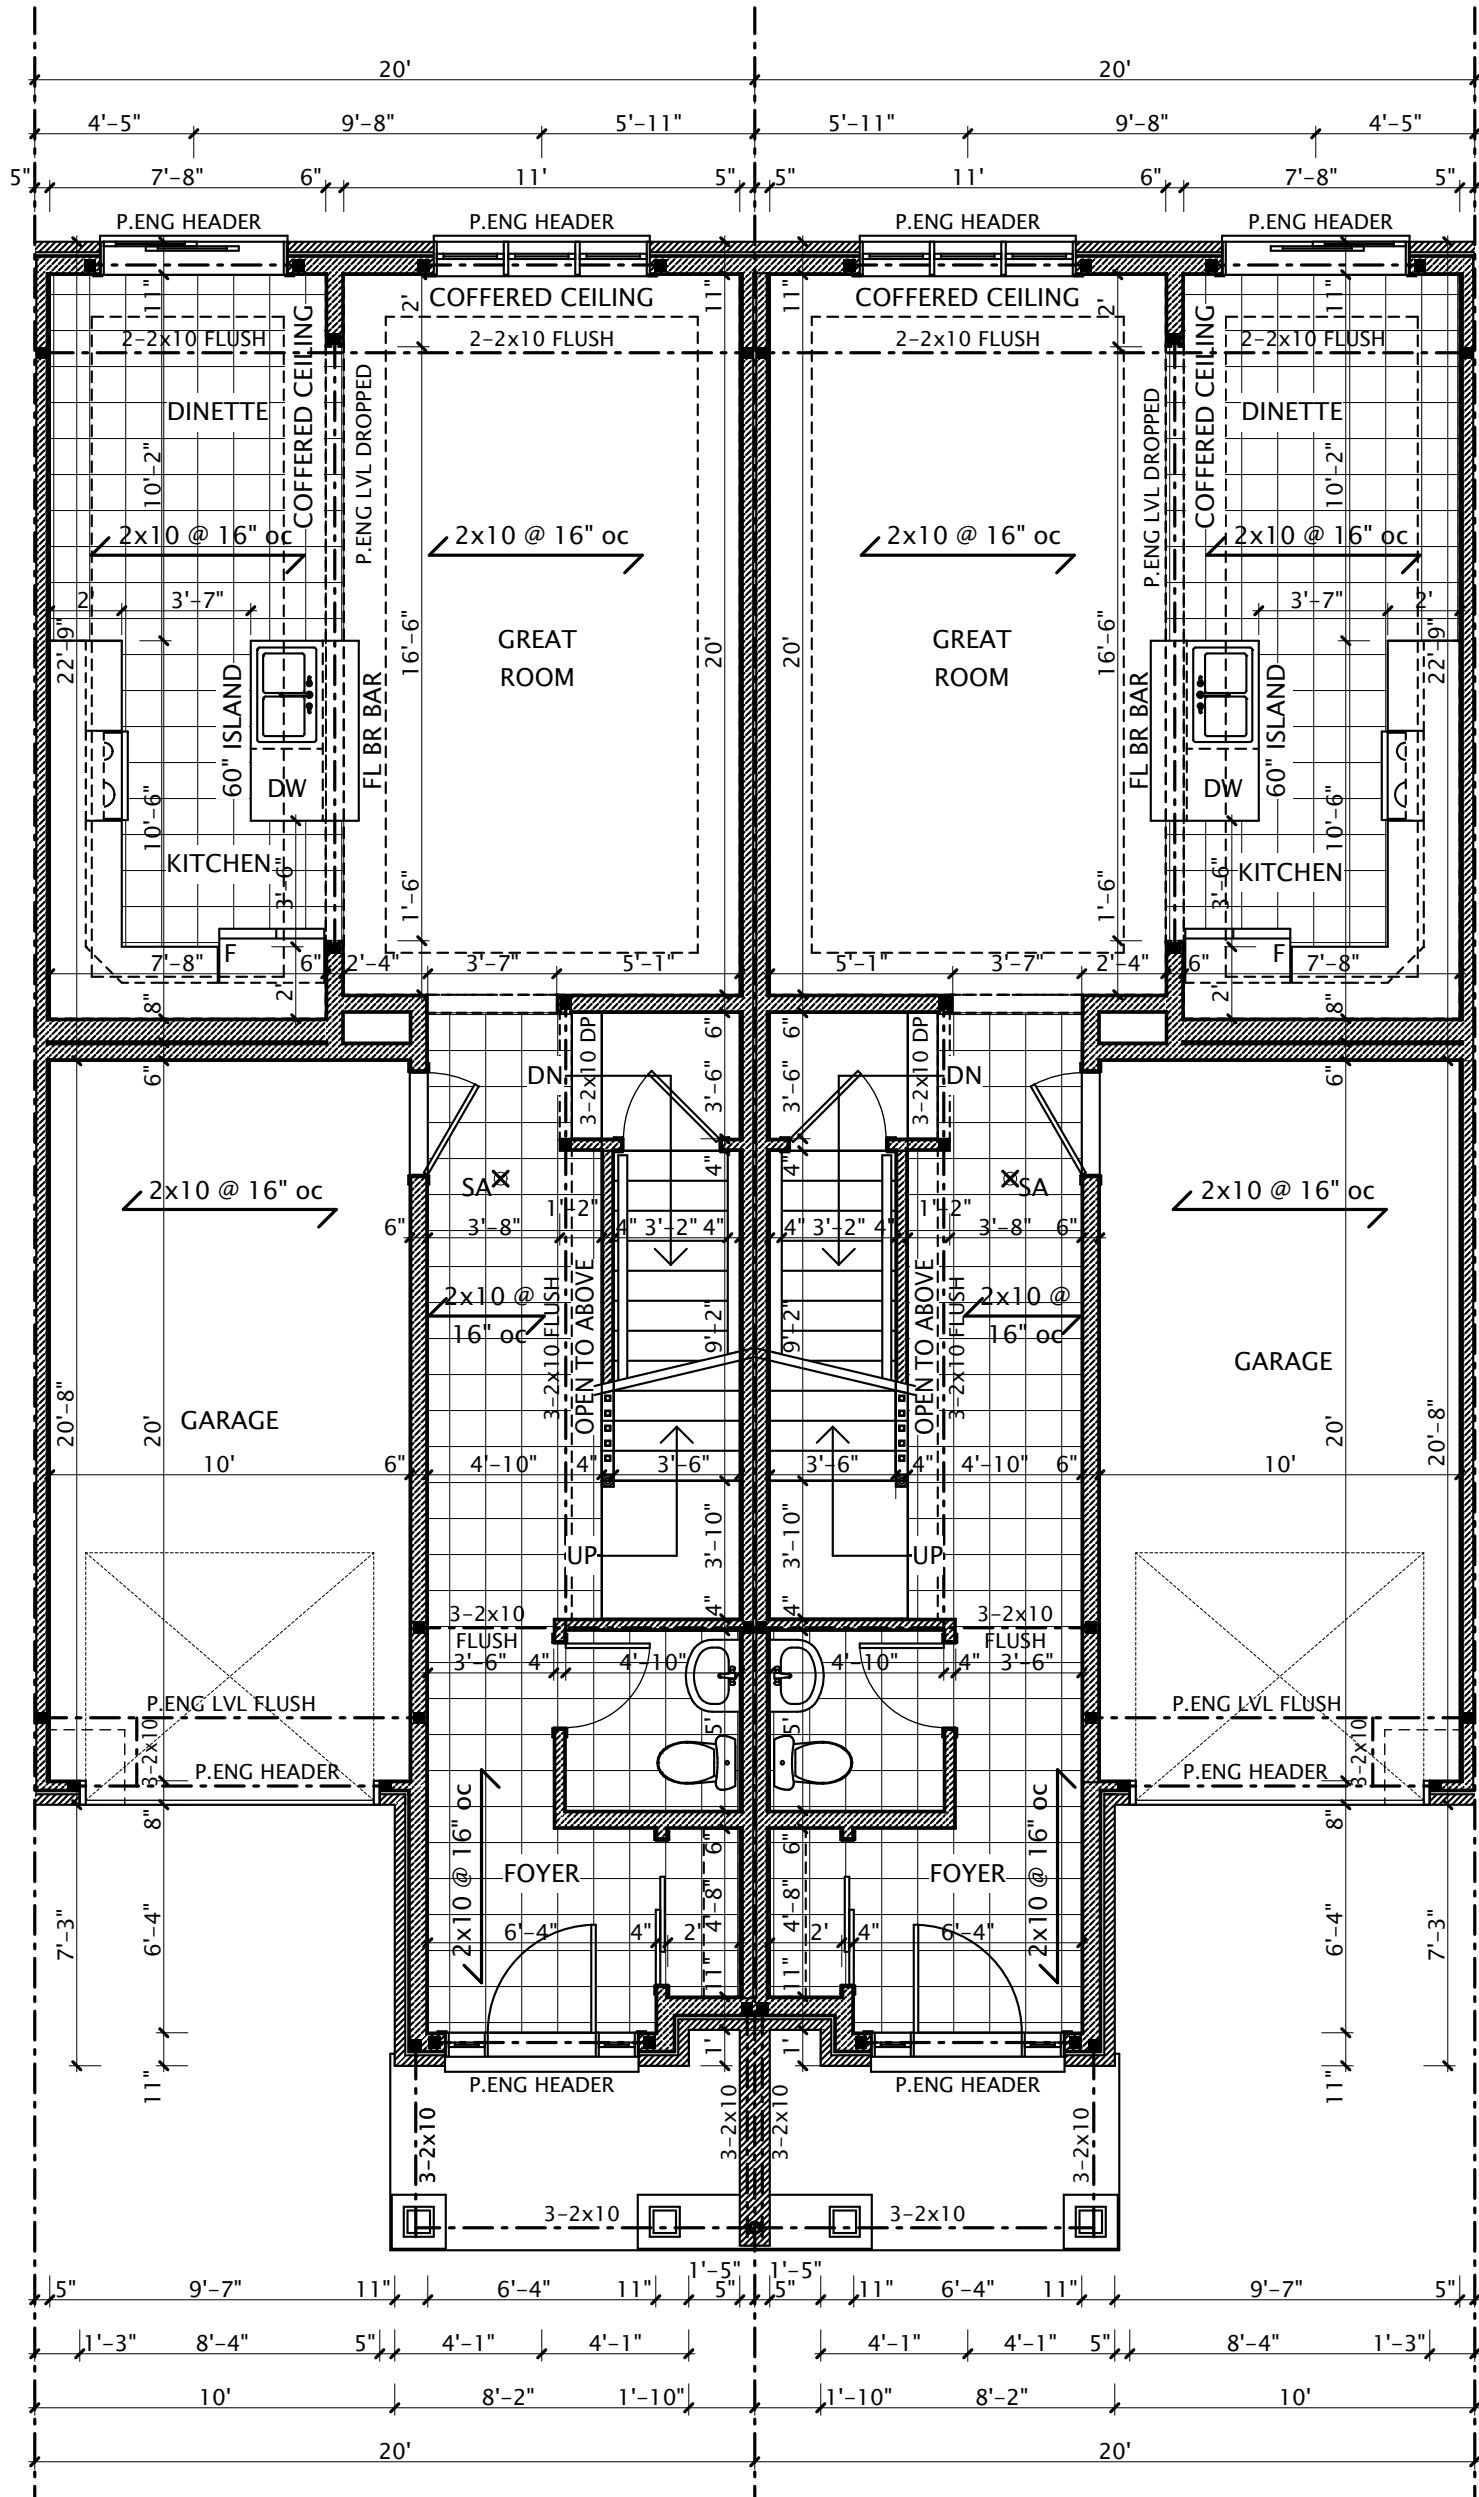 20' 20'
4'-5" 9'-8" 5'-11" 5'-11" 9'-8" 4'-5"
5" 7'-8" 6" 11' 5" 5" 11' 6" 7'-8" 5"
P.ENG HEADER P.ENG HEADER P.ENG HEADER P.ENG HEADER
11" COFFERED CEILING 2' 11" 11" COFFERED CEILING 2' 11"
2-2x10 FLUSH 2-2x10 FLUSH 2-2x10 FLUSH 2-2x10 FLUSH
COFFERED CEILING COFFERED CEILING
DINETTE DINETTE
P.ENG LVL DROPPED P.ENG LVL DROPPED
10'-2" 10'-2"
2x10 @ 16" oc 2x10 @ 16" oc 2x10 @ 16" oc 2x10 @ 16" oc
2' 3'-7" 3'-7" 2'
22'-9" 16'-6" GREAT 20' 20' GREAT 16'-6" 22'-9"
ROOM ROOM
60" ISLAND FL BR BAR FL BR BAR 60" ISLAND
DW DW
10'-6" 10'-6"
KITCHEN 3'-6" 1'-6" 1'-6" 3'-6" KITCHEN
F F
7'-8" 6" 2'-4" 3'-7" 5'-1" 5'-1" 3'-7" 2'-4" 6" 7'-8"
8" 2' 2' 8"
6" 6"
6" DN 3-2x10 DP 3'-6" 3'-6" 3-2x10 DP DN 6"
2x10 @ 16" oc SA 4" 4" SA 2x10 @ 16" oc
1'-2" 1'-2"
6" 3'-8" 4" 3'-2" 4" 4" 3'-2" 4" 3'-8" 6"
2x10 @ 2x10 @
16" oc 16" oc
3-2x10 FLUSH OPEN TO ABOVE 9'-2" 9'-2" OPEN TO ABOVE 3-2x10 FLUSH
GARAGE
20'-8" 20' GARAGE 20' 20'-8"
10' 6" 4'-10" 4" 3'-6" 3'-6" 4" 4'-10" 6" 10'
3'-10" 3'-10"
UP UP
4" 4"
3-2x10 3-2x10
FLUSH FLUSH
3'-6" 4" 4'-10" 4'-10" 4" 3'-6"
P.ENG LVL FLUSH 5' 5' P.ENG LVL FLUSH
3-2x10 3-2x10
P.ENG HEADER P.ENG HEADER
8" 6" 6" 8"
2x10 @ 16" oc FOYER FOYER 2x10 @ 16" oc
7'-3" 6'-4" 4'-8" 4'-8" 6'-4" 7'-3"
6'-4" 4" 2' 2' 4" 6'-4"
11" 11"
1' 1'
11" P.ENG HEADER P.ENG HEADER 11"
3-2x10 3-2x10 3-2x10 3-2x10
3-2x10 3-2x10
1'-5" 1'-5"
5" 9'-7" 11" 6'-4" 11" 5" 5" 11" 6'-4" 11" 9'-7" 5"
1'-3" 8'-4" 5" 4'-1" 4'-1" 4'-1" 4'-1" 5" 8'-4" 1'-3"
10' 8'-2" 1'-10" 1'-10" 8'-2" 10'
20' 20'